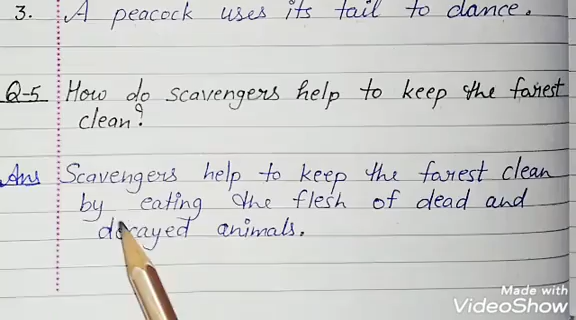 3. A peacock uses its tail to dance.
Q-5 How do scavengers help to keep the forest
clean?
Ans Scavengers help to keep the forest clean
by eating the flesh of dead and
decayed animals.
Made with
VideoShow